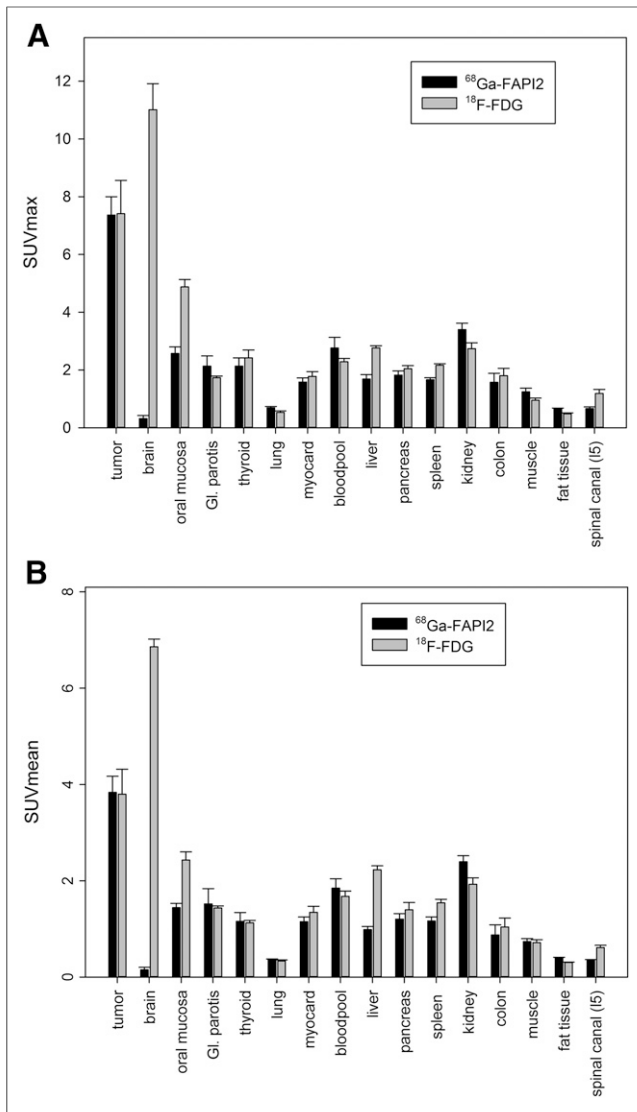 A
12
10
8
6
4
2
0
SUVmax
⁶⁸Ga-FAPI2
¹⁸F-FDG
tumor
brain
oral mucosa
Gl. parotis
thyroid
lung
myocard
bloodpool
liver
pancreas
spleen
kidney
colon
muscle
fat tissue
spinal canal (l5)
B
8
6
4
2
0
SUVmean
⁶⁸Ga-FAPI2
¹⁸F-FDG
tumor
brain
oral mucosa
Gl. parotis
thyroid
lung
myocard
bloodpool
liver
pancreas
spleen
kidney
colon
muscle
fat tissue
spinal canal (l5)